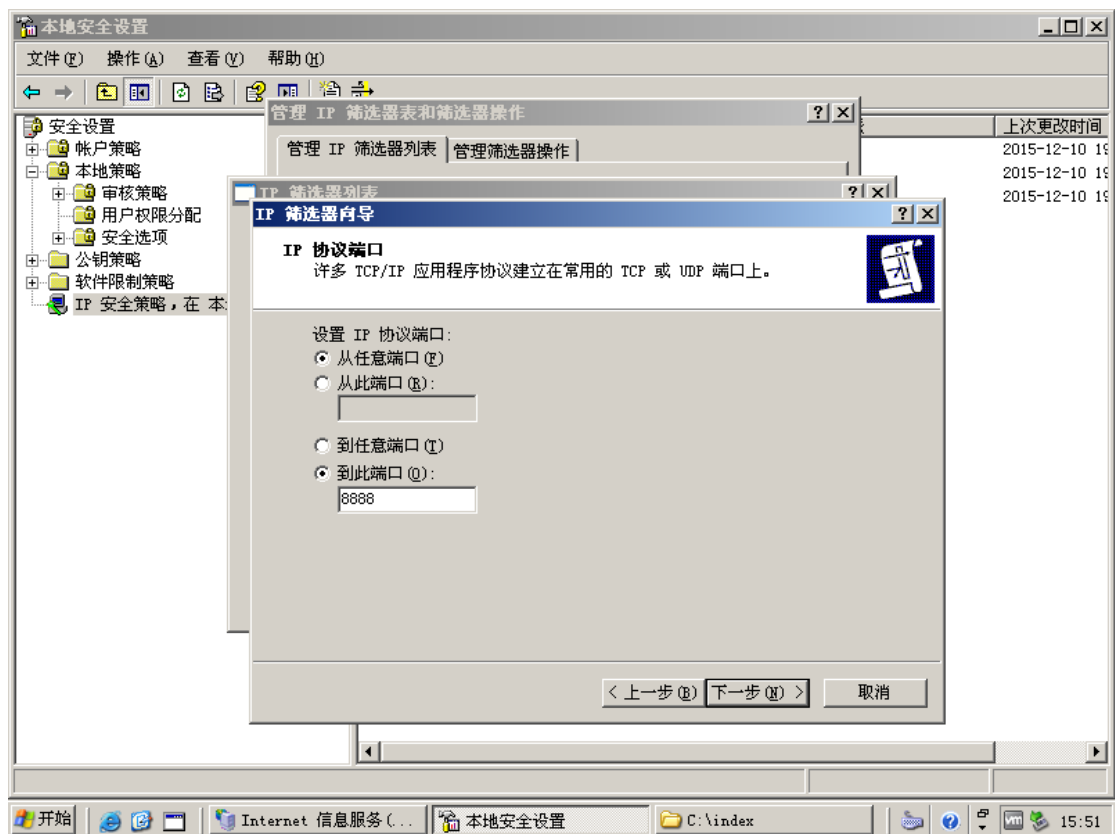 本地安全设置
文件(F) 操作(A) 查看(V) 帮助(H)
管理 IP 筛选器表和筛选器操作
安全设置
上次更改时间
帐户策略
管理 IP 筛选器列表 管理筛选器操作
2015-12-10 19
本地策略
2015-12-10 19
审核策略
IP 筛选器列表
2015-12-10 19
用户权限分配
IP 筛选器向导
安全选项
IP 协议端口
公钥策略
许多 TCP/IP 应用程序协议建立在常用的 TCP 或 UDP 端口上。
软件限制策略
IP 安全策略，在 本
设置 IP 协议端口:
从任意端口(F)
从此端口(R):
到任意端口(T)
到此端口(O):
8888
< 上一步(B) 下一步(N) > 取消
开始 Internet 信息服务(... 本地安全设置 C:\index 15:51